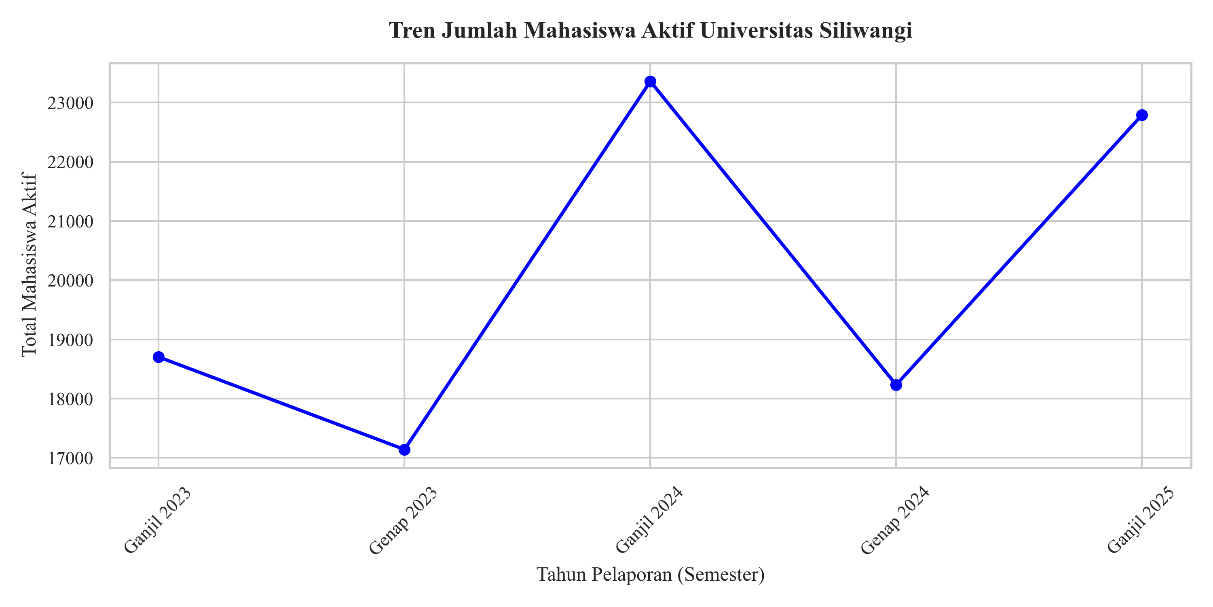 Tren Jumlah Mahasiswa Aktif Universitas Siliwangi
Total Mahasiswa Aktif
23000
22000
21000
20000
19000
18000
17000
Ganjil 2023
Genap 2023
Ganjil 2024
Genap 2024
Ganjil 2025
Tahun Pelaporan (Semester)